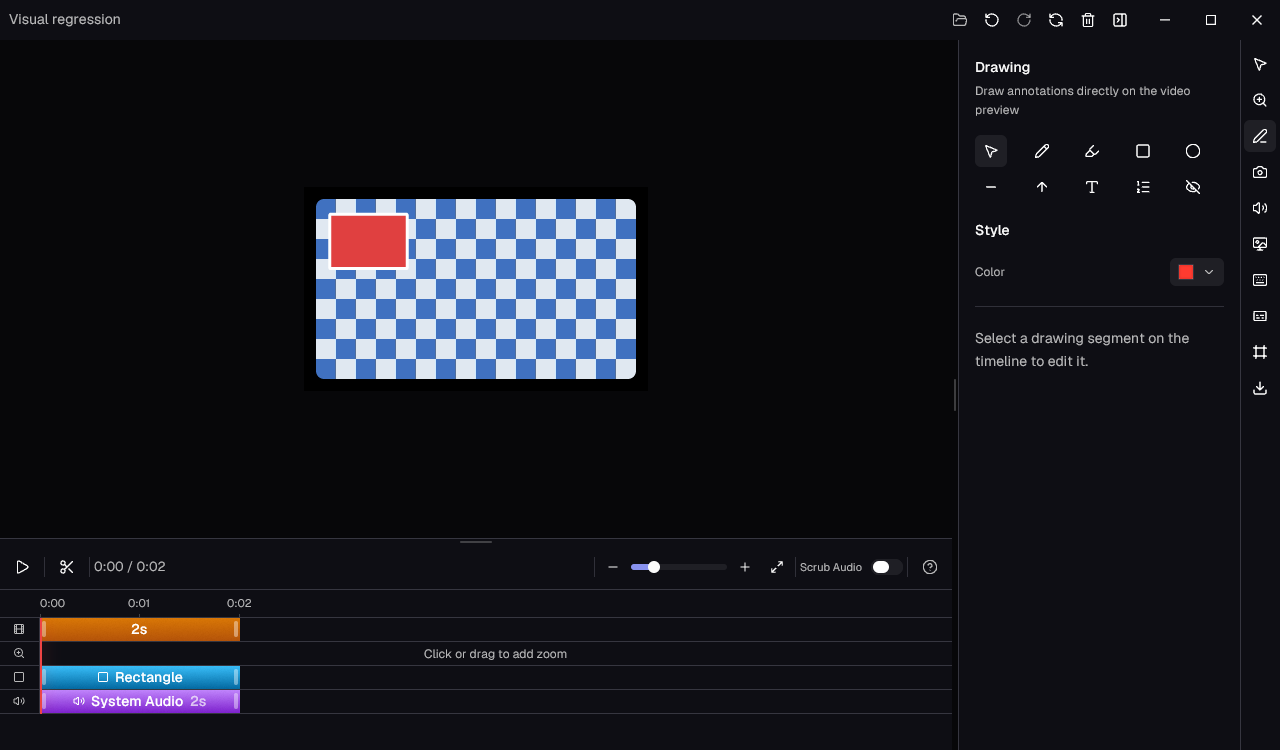 Visual regression
Drawing
Draw annotations directly on the video
preview
Style
Color
Select a drawing segment on the
timeline to edit it.
0:00 / 0:02
Scrub Audio
0:00 0:01 0:02
2s
Click or drag to add zoom
Rectangle
System Audio 2s